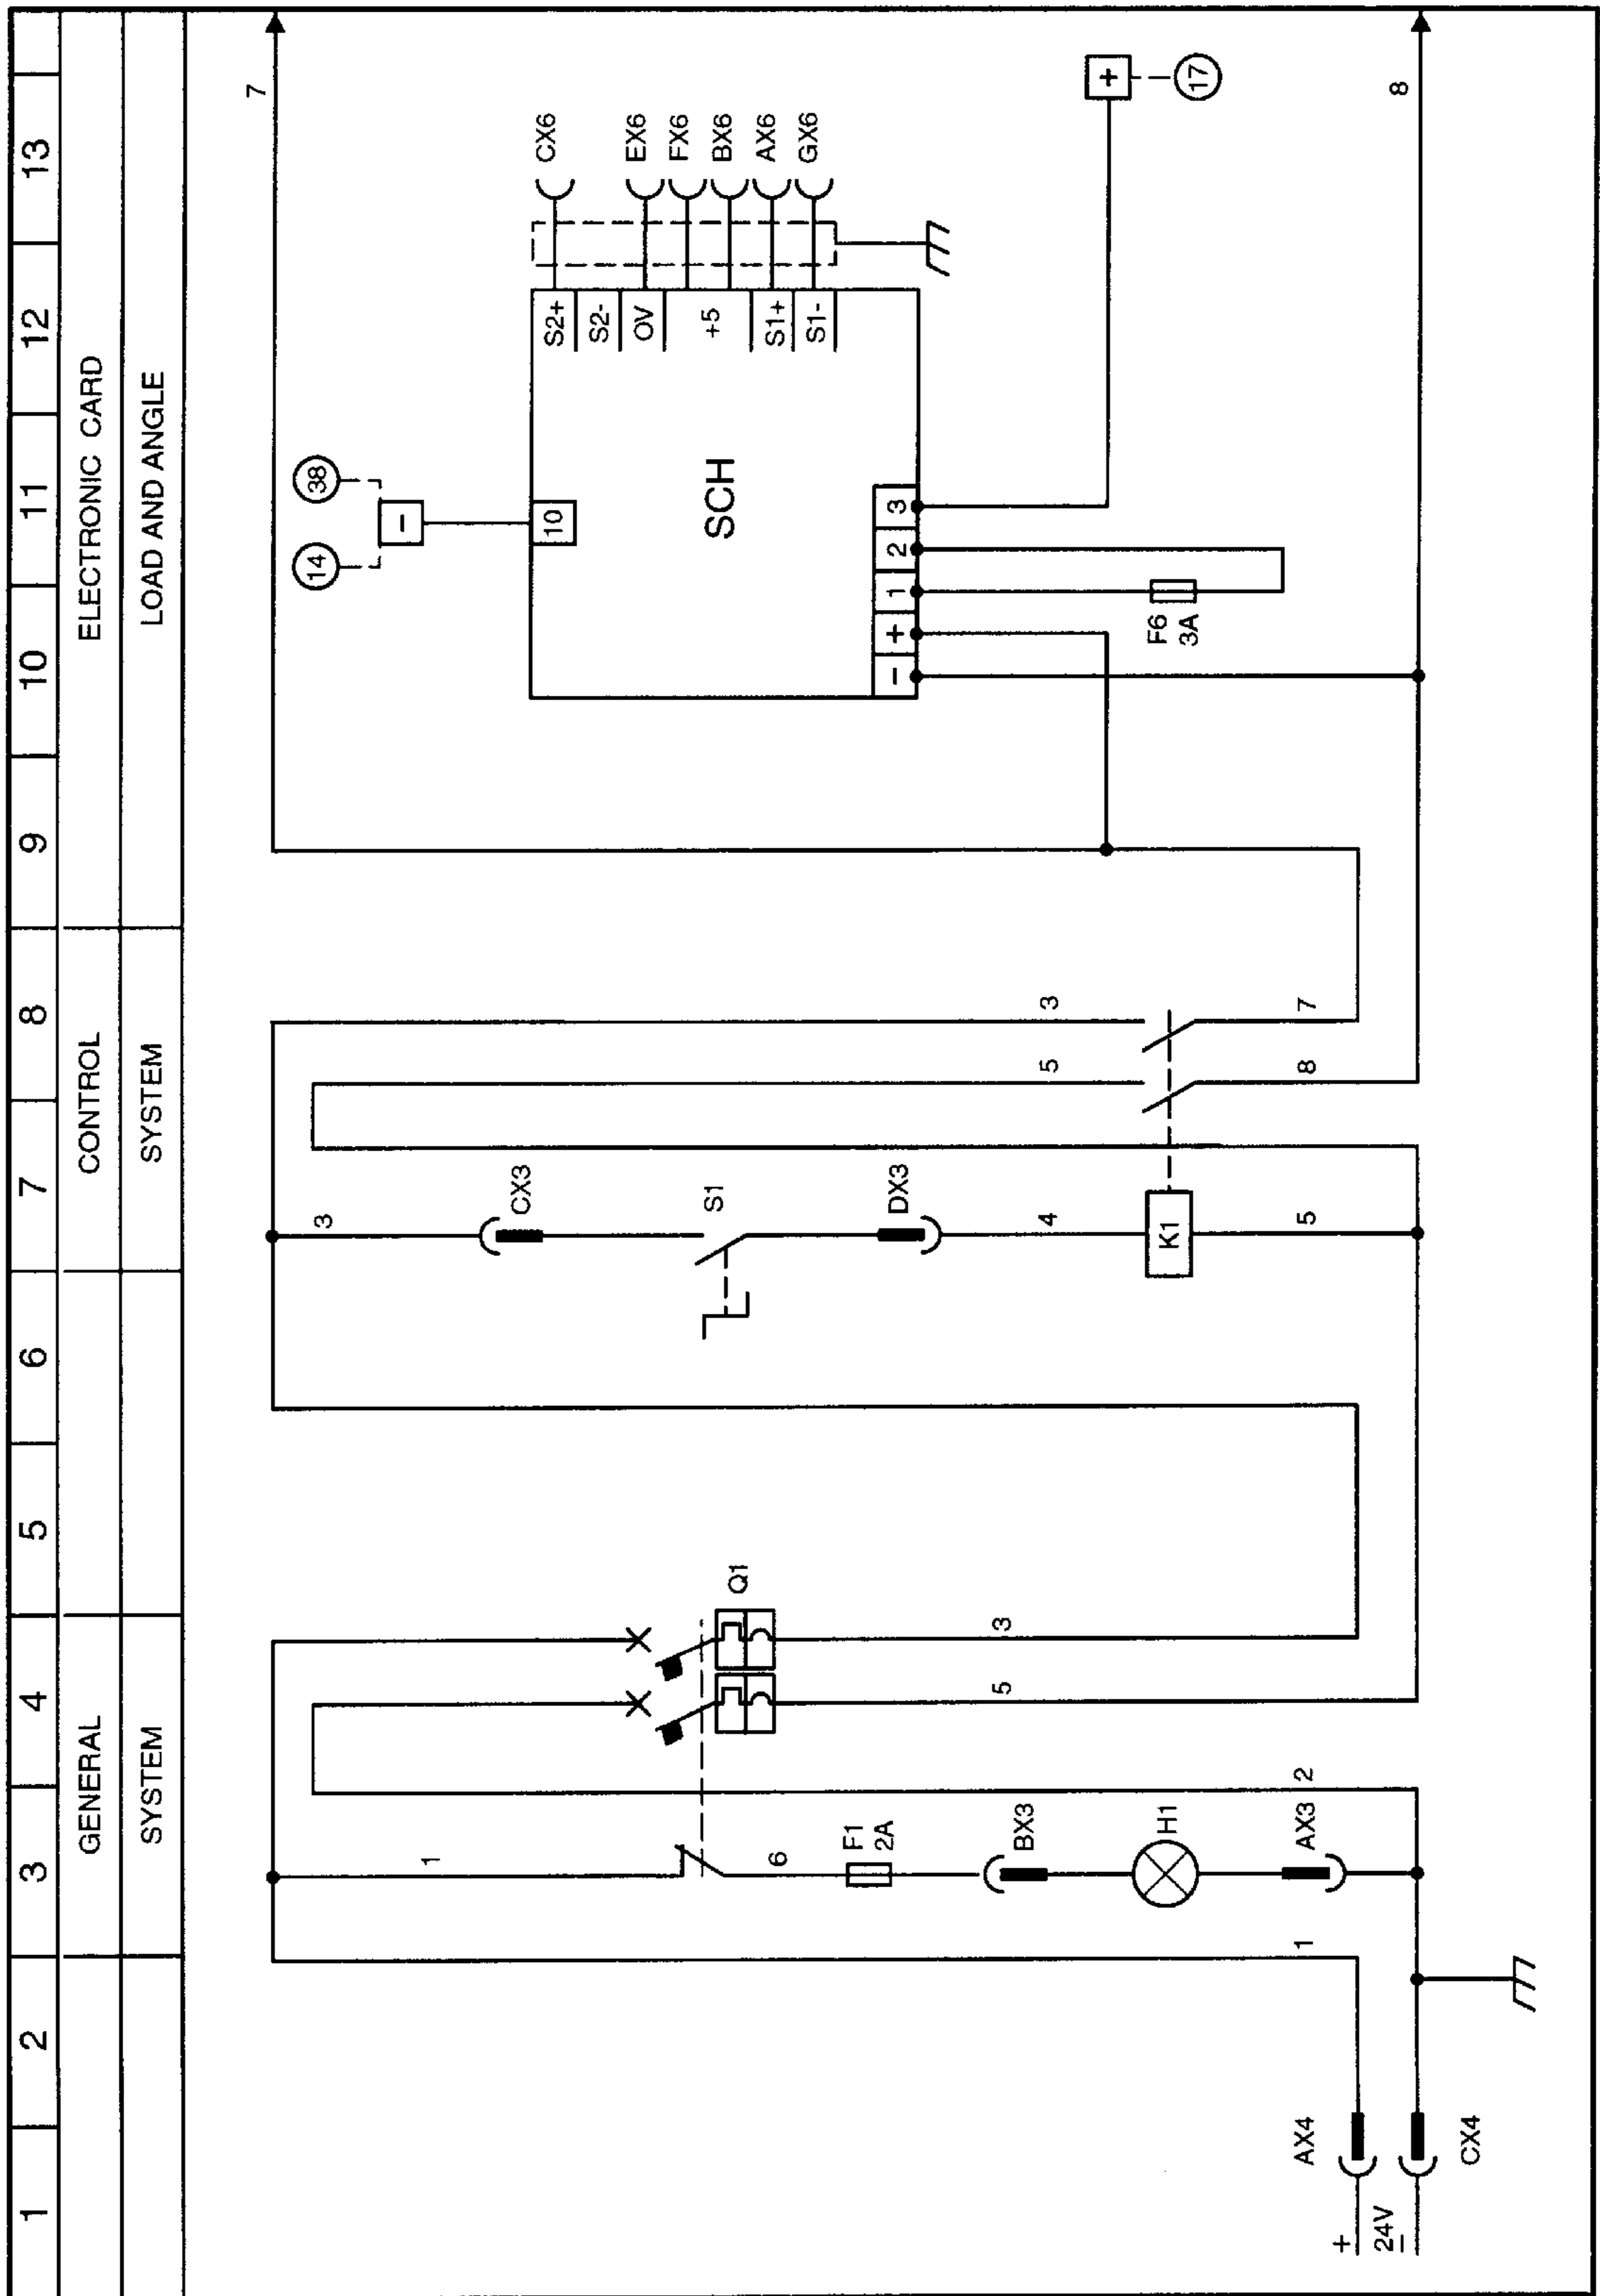 1 2 3 4 5 6 7 8 9 10 11 12 13
GENERAL CONTROL ELECTRONIC CARD
SYSTEM SYSTEM LOAD AND ANGLE
7
14
38
-
10
SCH
S2+
S2-
OV
+5
S1+
S1-
CX6
EX6
FX6
BX6
AX6
GX6
- + 1 2 3
F6
3A
+
17
8
3
CX3
S1
DX3
4
K1
5
5
3
8
7
1
6
F1
2A
BX3
H1
AX3
2
Q1
5
3
1
AX4
+
24V
-
CX4